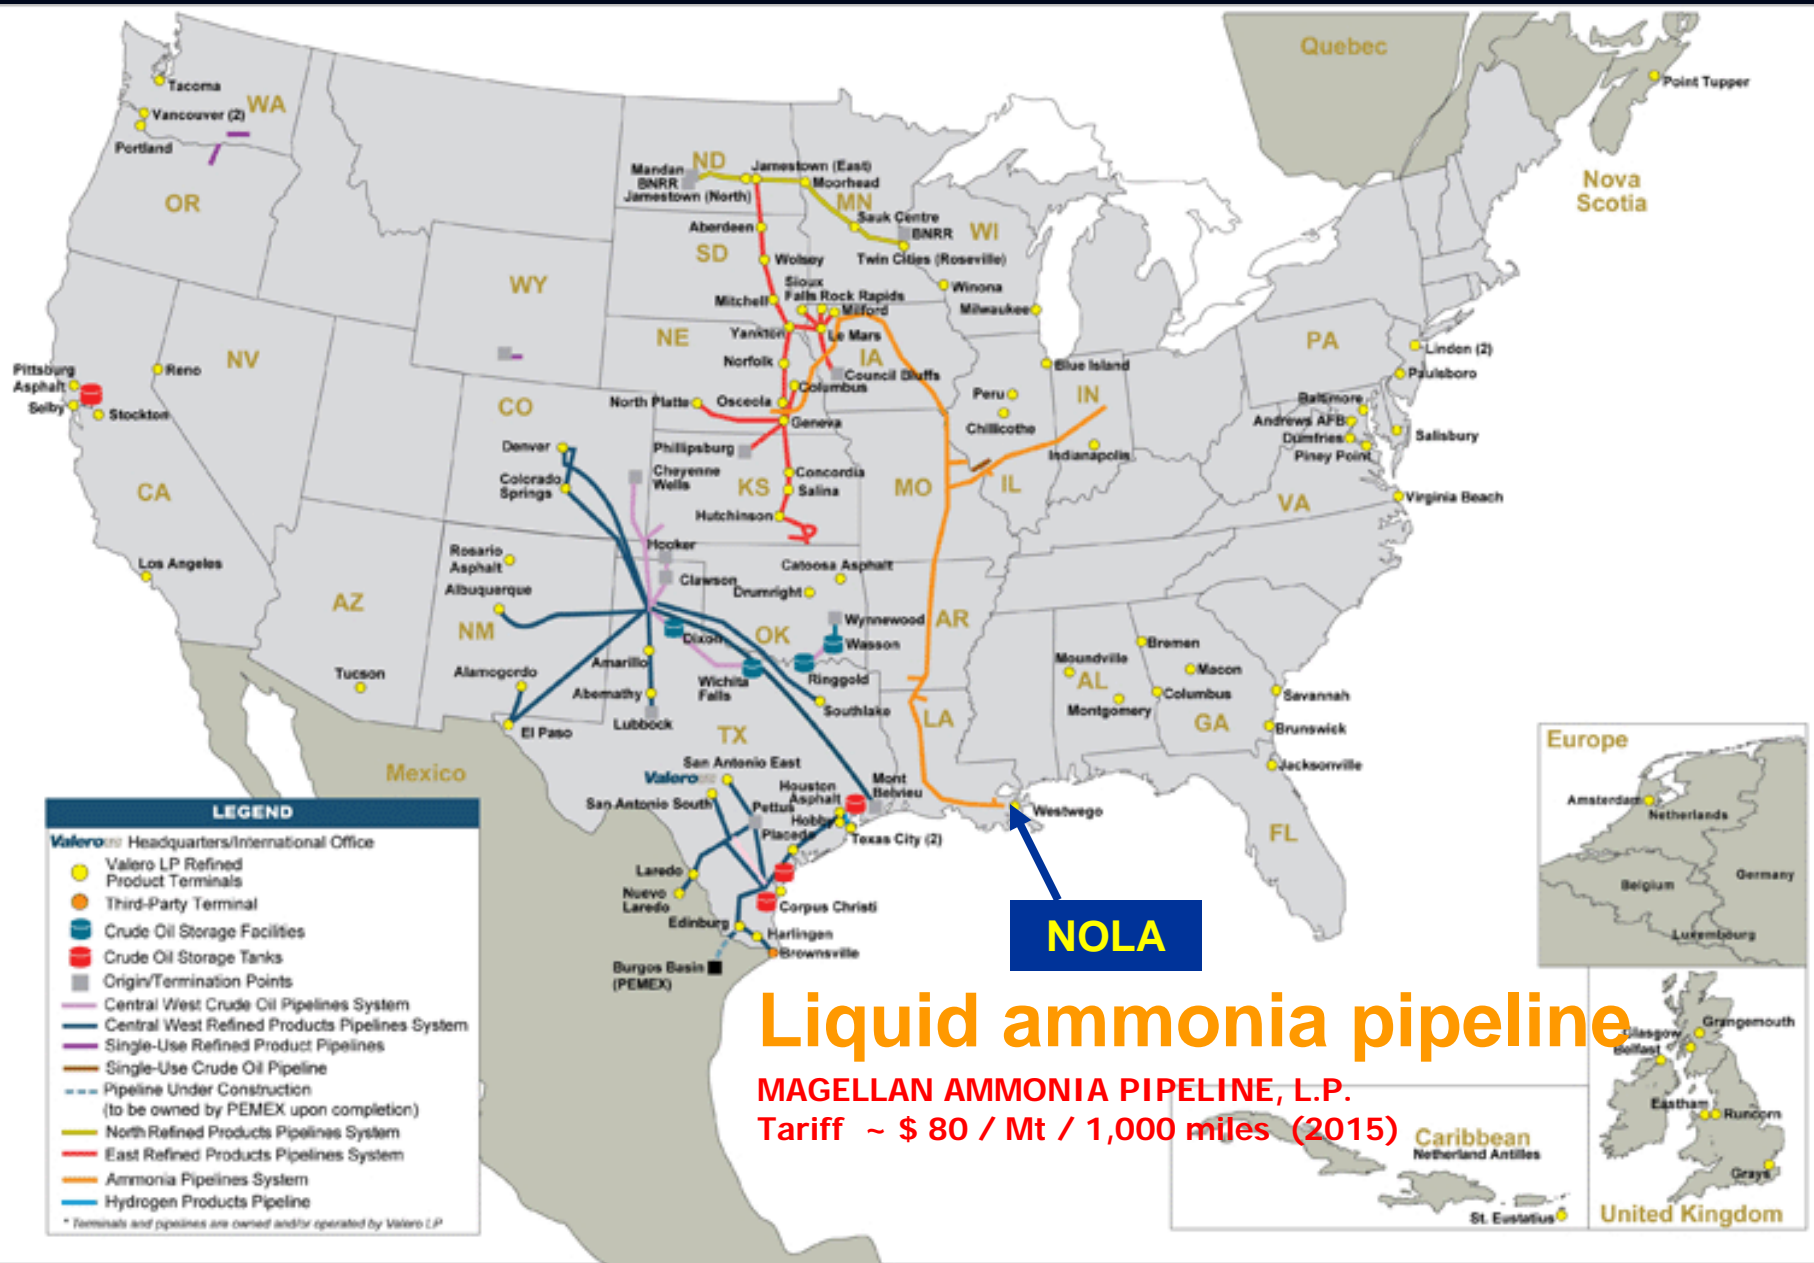 Quebec
Point Tupper
Nova
Scotia
Tacoma
WA
Vancouver (2)
Portland
OR
ND
Mandan
BNRR
Jamestown (East)
Jamestown (North)
Moorhead
MN
Sauk Centre
BNRR
WI
Twin Cities (Roseville)
Aberdeen
SD
Wolsey
Sioux
Falls
Rock Rapids
Mitchell
Milford
Winona
Milwaukee
WY
NE
Yankton
Le Mars
IA
Norfolk
Council Bluffs
Columbus
North Platte
Osceola
Geneva
Blue Island
Peru
IN
Chillicothe
Indianapolis
PA
Linden (2)
Paulsboro
Baltimore
Andrews AFB
Dumfries
Piney Point
Salisbury
Virginia Beach
VA
NV
Reno
Pittsburg
Asphalt
Selby
Stockton
CA
Los Angeles
CO
Denver
Colorado
Springs
Phillipsburg
Cheyenne
Wells
KS
Concordia
Salina
Hutchinson
MO
IL
Hooker
Clawson
Catoosa Asphalt
Drumright
Rosario
Asphalt
Albuquerque
AZ
NM
Tucson
Alamogordo
El Paso
OK
Dixon
Wynnewood
Wasson
Amarillo
Abernathy
Lubbock
Wichita
Falls
Ringgold
Southlake
AR
LA
Bremen
Moundville
Macon
AL
Columbus
Montgomery
GA
Savannah
Brunswick
Jacksonville
FL
TX
Mexico
San Antonio East
Valero
San Antonio South
Pettus
Houston
Asphalt
Mont
Belvieu
Hobby
Placedo
Texas City (2)
Westwego
Laredo
Nuevo
Laredo
Corpus Christi
Edinburg
Harlingen
Brownsville
Burgos Basin
(PEMEX)
NOLA
Liquid ammonia pipeline
MAGELLAN AMMONIA PIPELINE, L.P.
Tariff ~ $ 80 / Mt / 1,000 miles (2015)
LEGEND
Valero Headquarters/International Office
Valero LP Refined
Product Terminals
Third-Party Terminal
Crude Oil Storage Facilities
Crude Oil Storage Tanks
Origin/Termination Points
Central West Crude Oil Pipelines System
Central West Refined Products Pipelines System
Single-Use Refined Product Pipelines
Single-Use Crude Oil Pipeline
Pipeline Under Construction
(to be owned by PEMEX upon completion)
North Refined Products Pipelines System
East Refined Products Pipelines System
Ammonia Pipelines System
Hydrogen Products Pipeline
* Terminals and pipelines are owned and/or operated by Valero LP
Europe
Amsterdam
Netherlands
Belgium
Germany
Luxembourg
Glasgow
Grangemouth
Belfast
Eastham
Runcorn
Grays
United Kingdom
Caribbean
Netherland Antilles
St. Eustatius